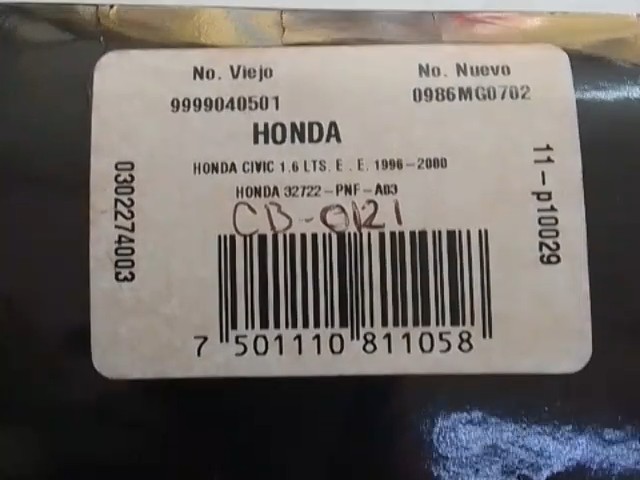 No. Viejo
No. Nuevo
9999040501
0986MG0702
HONDA
HONDA CIVIC 1.6 LTS. E . E. 1996-2000
HONDA 32722-PNF-A03
CB-0121
0302274003
11-p10029
7 501110 811058